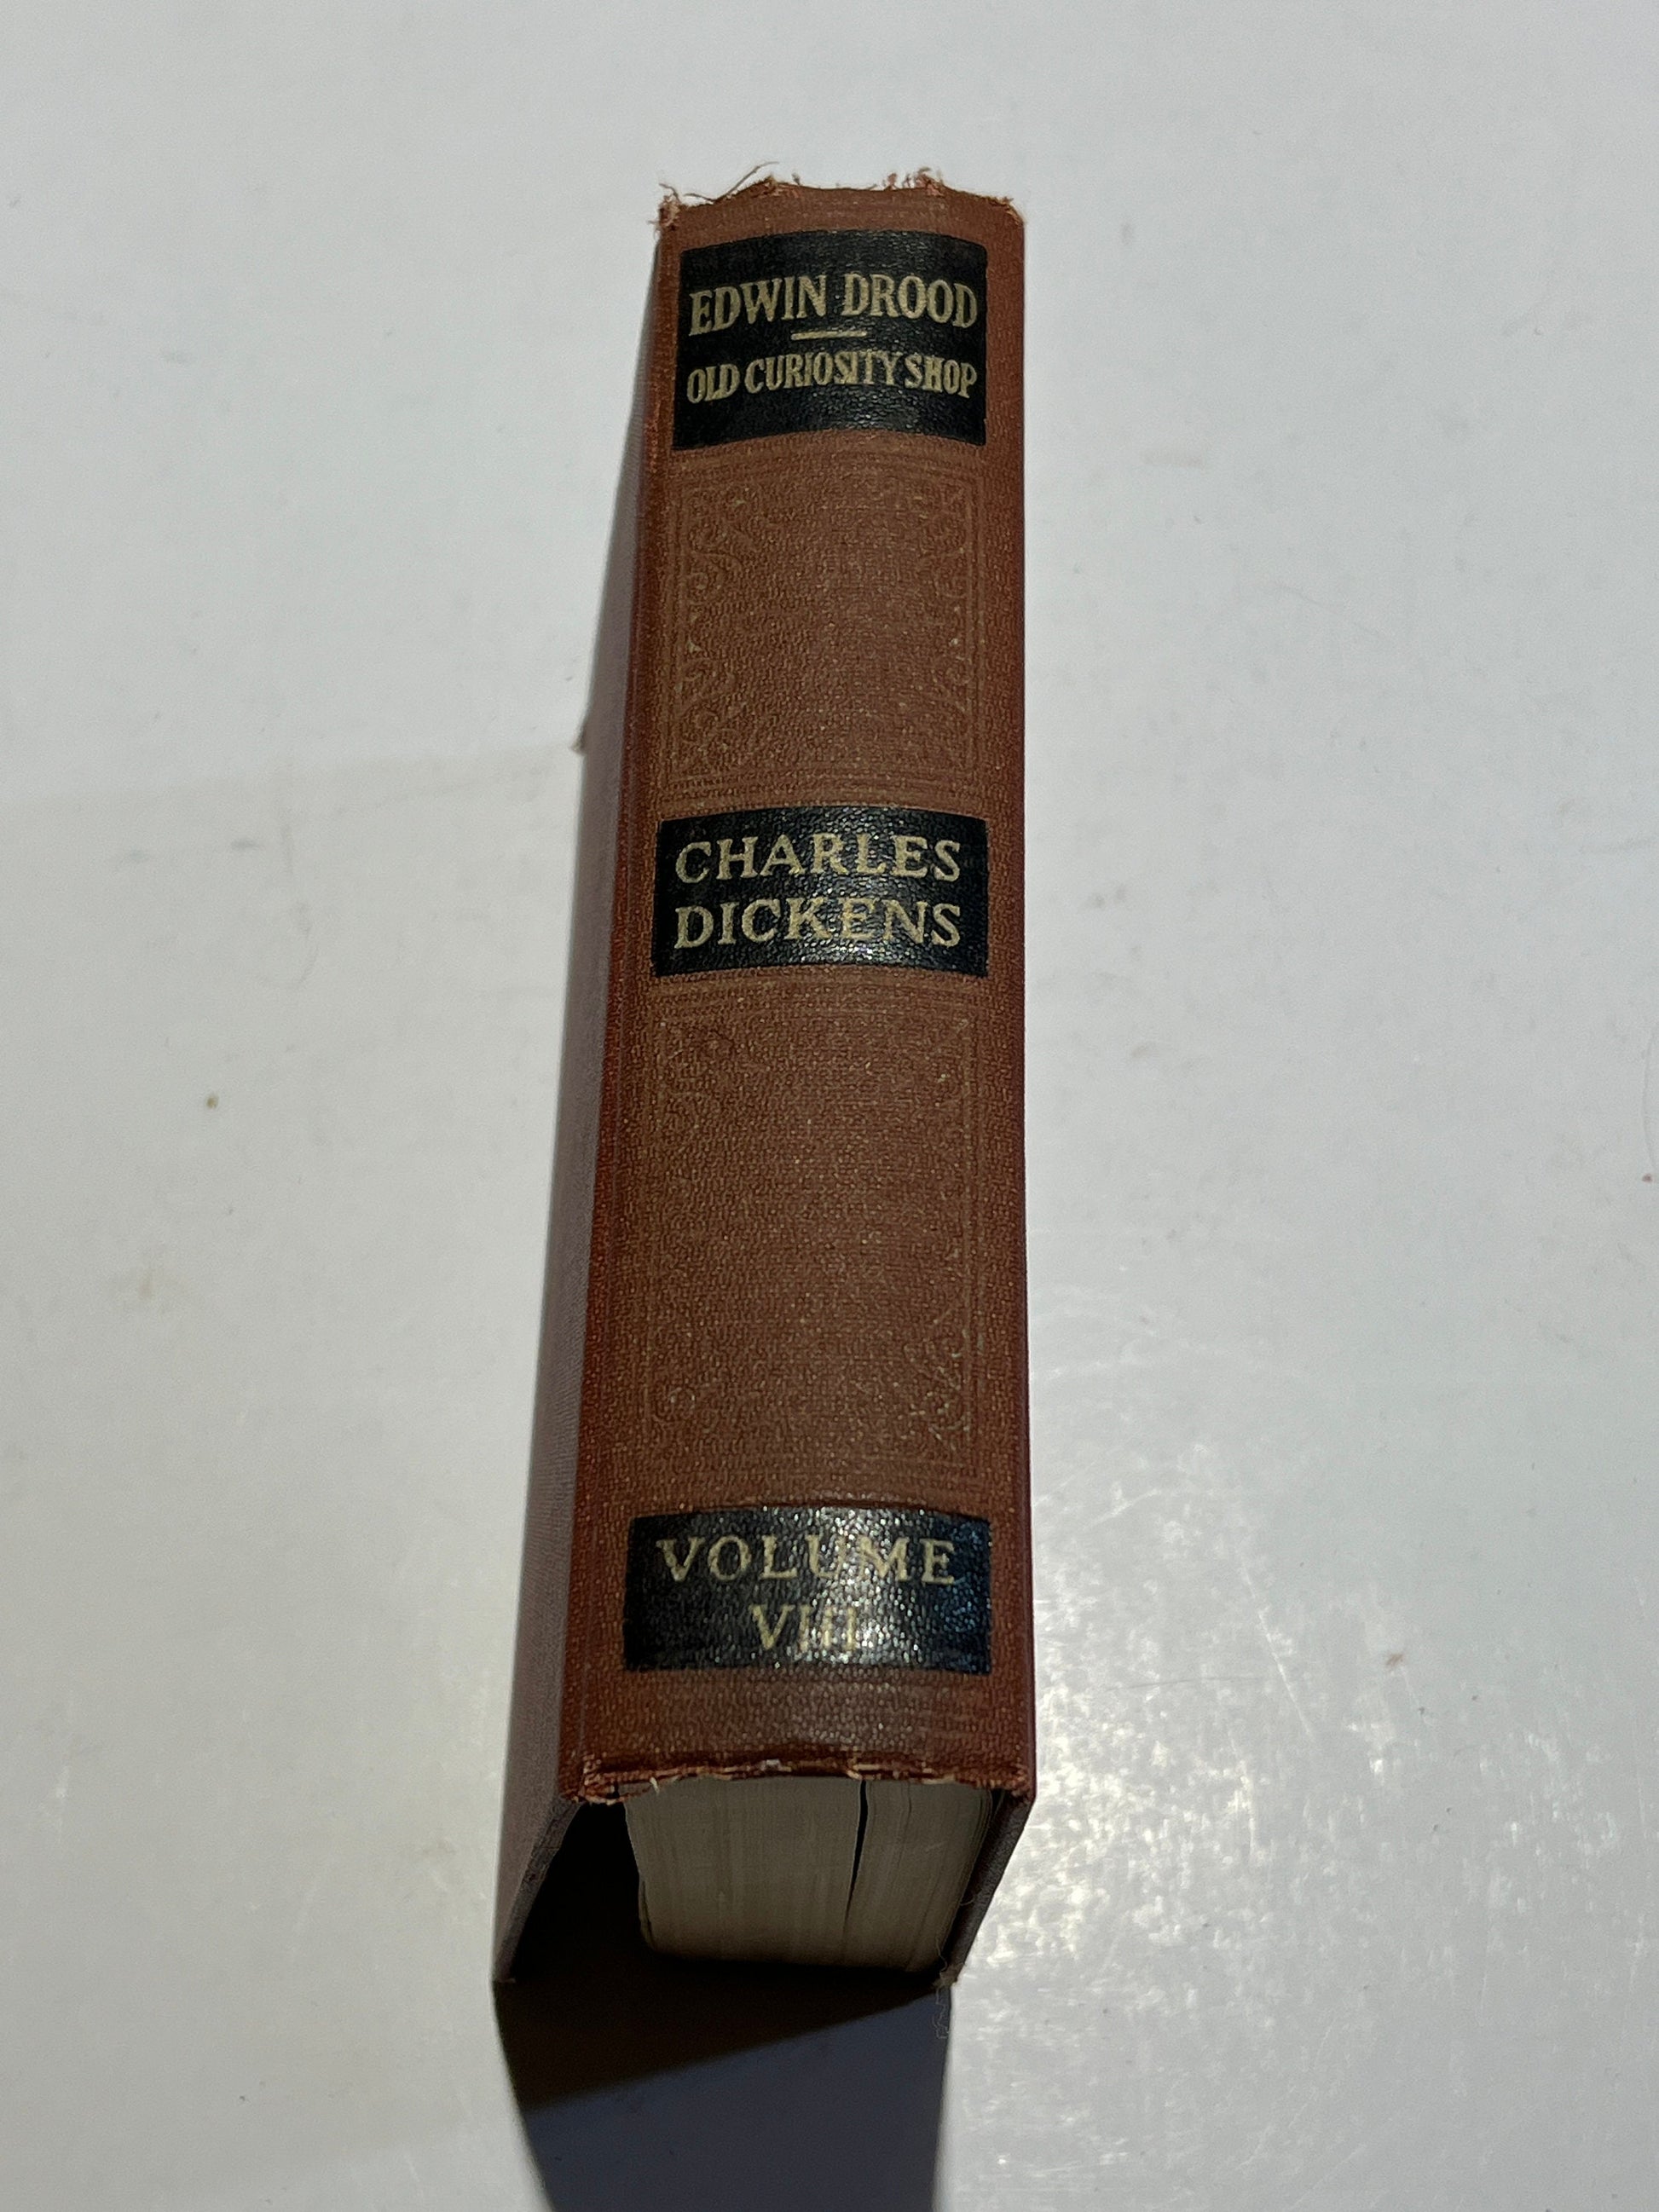 EDWIN DROOD
OLD CURIOSITY SHOP
CHARLES
DICKENS
VOLUME
VIII